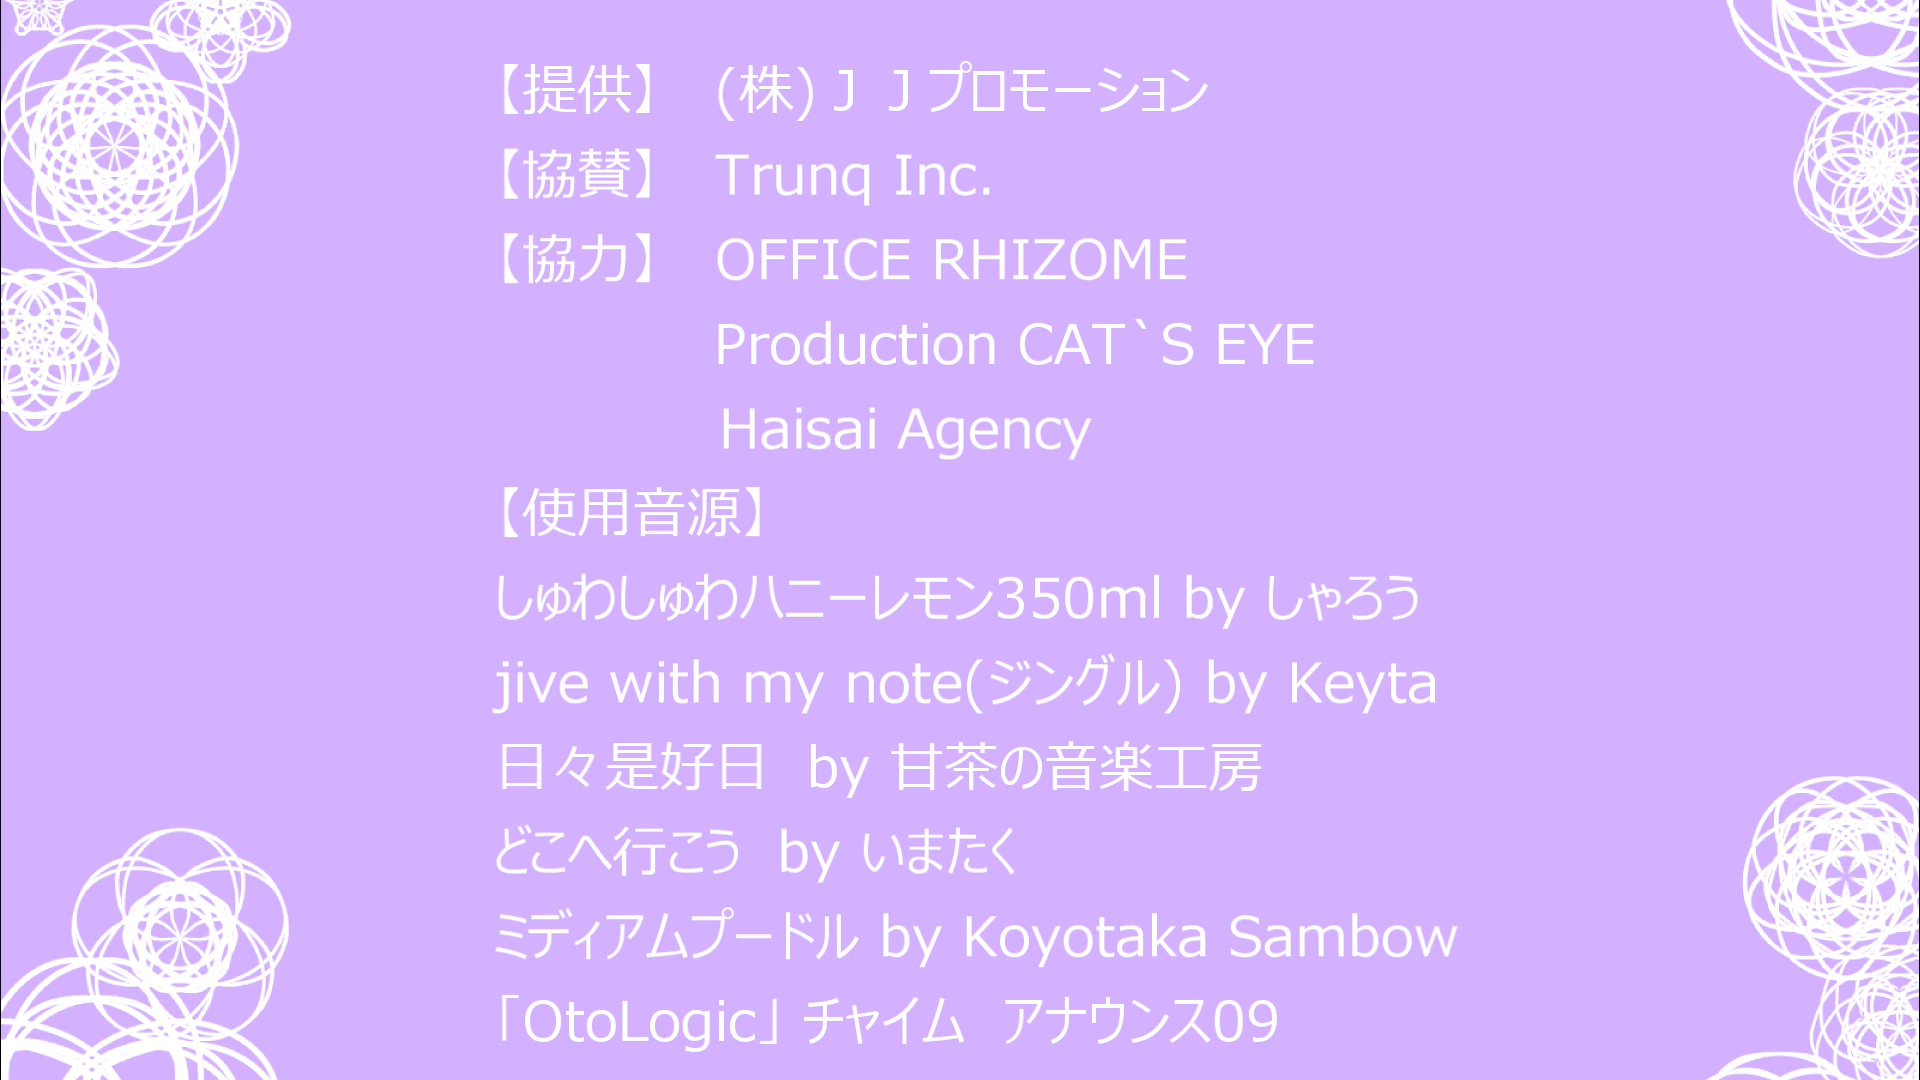 【提供】　(株)ＪＪプロモーション
【協賛】　Trunq Inc.
【協力】　OFFICE RHIZOME
Production CAT`S EYE
Haisai Agency
【使用音源】
しゅわしゅわハニーレモン350ml by しゃろう
jive with my note(ジングル) by Keyta
日々是好日　by 甘茶の音楽工房
どこへ行こう　by いまたく
ミディアムプードル by Koyotaka Sambow
「OtoLogic」 チャイム　アナウンス09